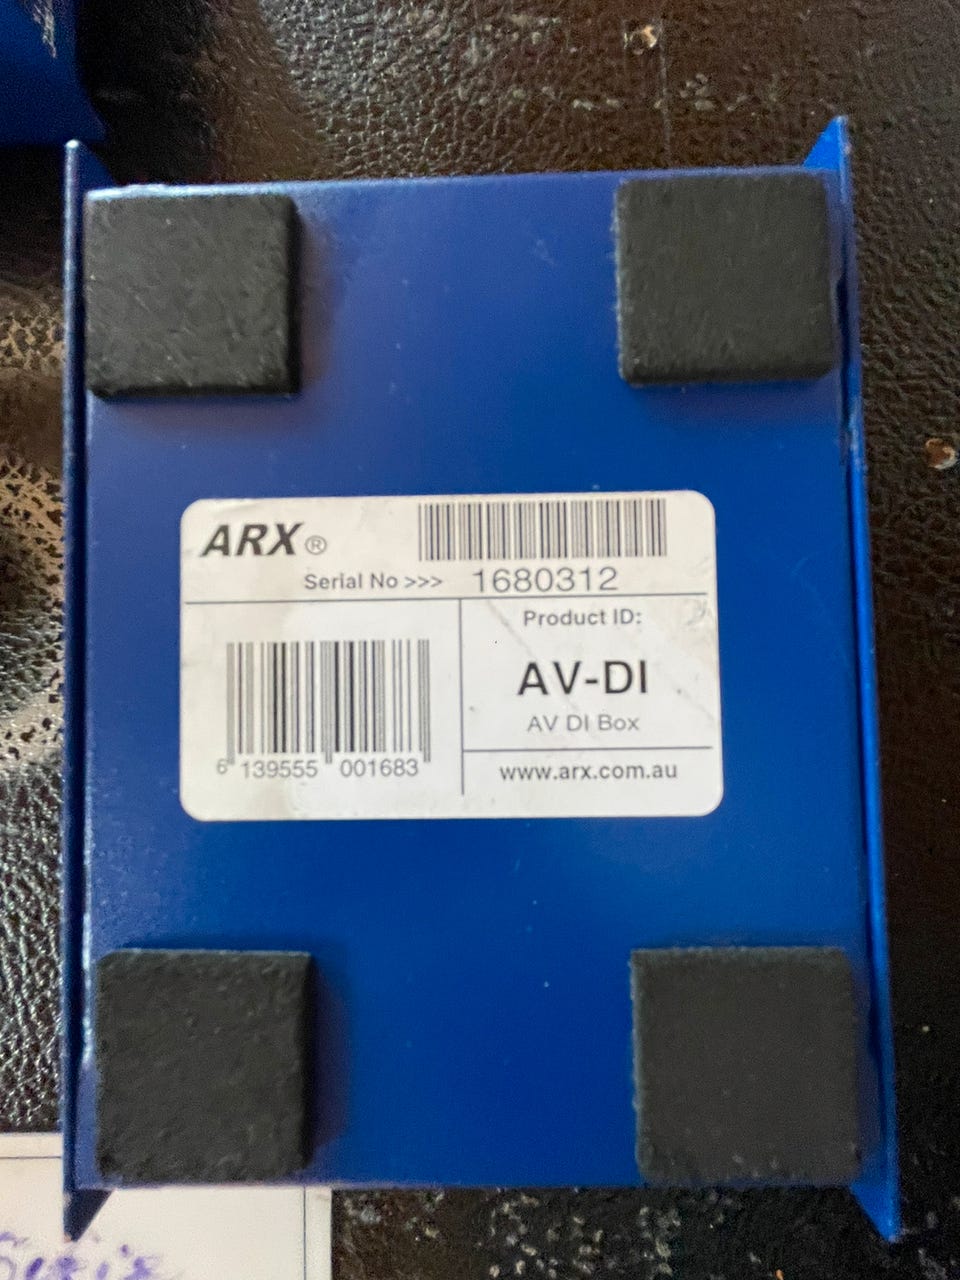 ARX®
Serial No >>> 1680312
Product ID:
AV-DI
AV DI Box
6 139555 001683
www.arx.com.au